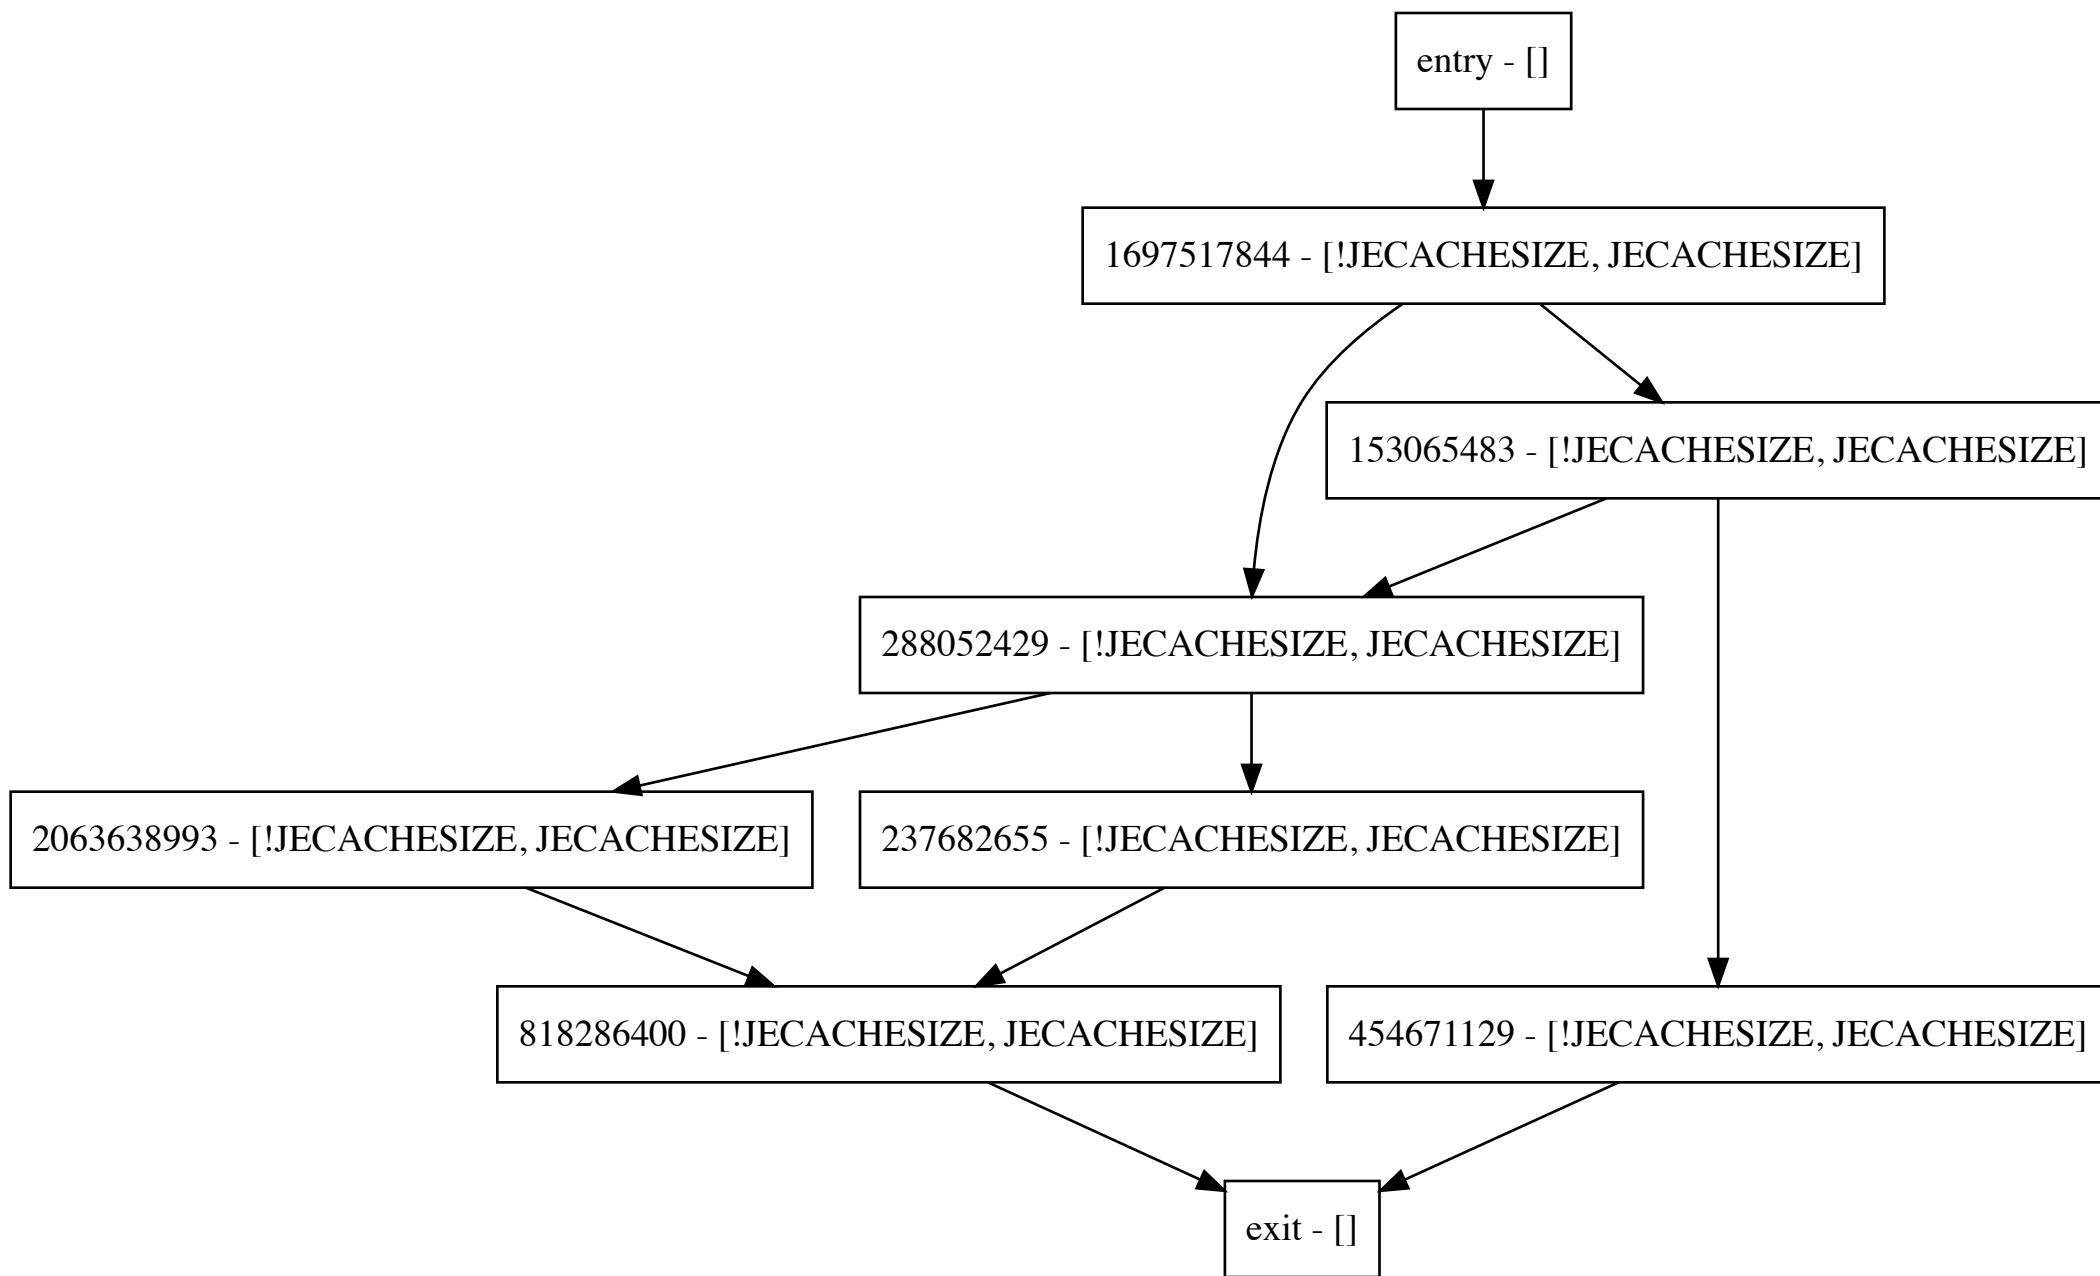 entry - []
1697517844 - [!JECACHESIZE, JECACHESIZE]
153065483 - [!JECACHESIZE, JECACHESIZE]
288052429 - [!JECACHESIZE, JECACHESIZE]
2063638993 - [!JECACHESIZE, JECACHESIZE]
237682655 - [!JECACHESIZE, JECACHESIZE]
818286400 - [!JECACHESIZE, JECACHESIZE]
454671129 - [!JECACHESIZE, JECACHESIZE]
exit - []